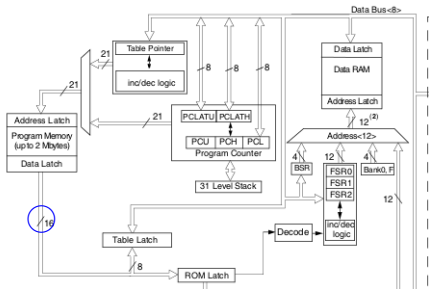 Data Bus<8>
Table Pointer
inc/dec logic
21
21
8
8
8
PCLATU PCLATH
PCU PCH PCL
Program Counter
31 Level Stack
Address Latch
Program Memory
(up to 2 Mbytes)
Data Latch
16
Table Latch
8
ROM Latch
Data Latch
Data RAM
Address Latch
12(2)
Address<12>
4
12
4
BSR
FSR0
FSR1
FSR2
Bank0, F
12
inc/dec
logic
Decode